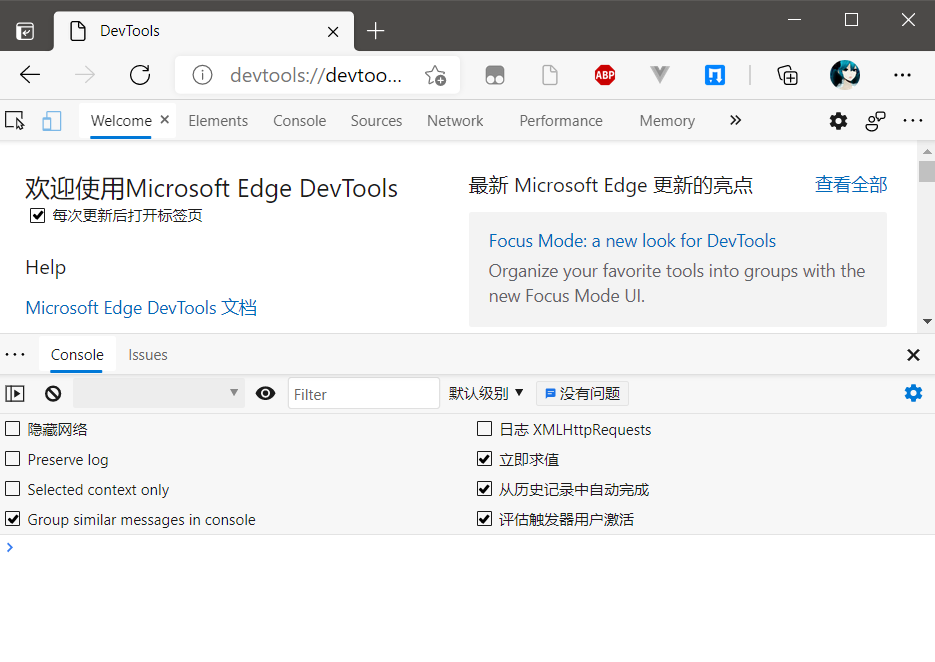 DevTools
devtools://devtoo...
ABP
Welcome
Elements
Console
Sources
Network
Performance
Memory
欢迎使用Microsoft Edge DevTools
每次更新后打开标签页
Help
Microsoft Edge DevTools 文档
最新 Microsoft Edge 更新的亮点
查看全部
Focus Mode: a new look for DevTools
Organize your favorite tools into groups with the
new Focus Mode UI.
Console
Issues
Filter
默认级别
没有问题
隐藏网络
日志 XMLHttpRequests
Preserve log
立即求值
Selected context only
从历史记录中自动完成
Group similar messages in console
评估触发器用户激活